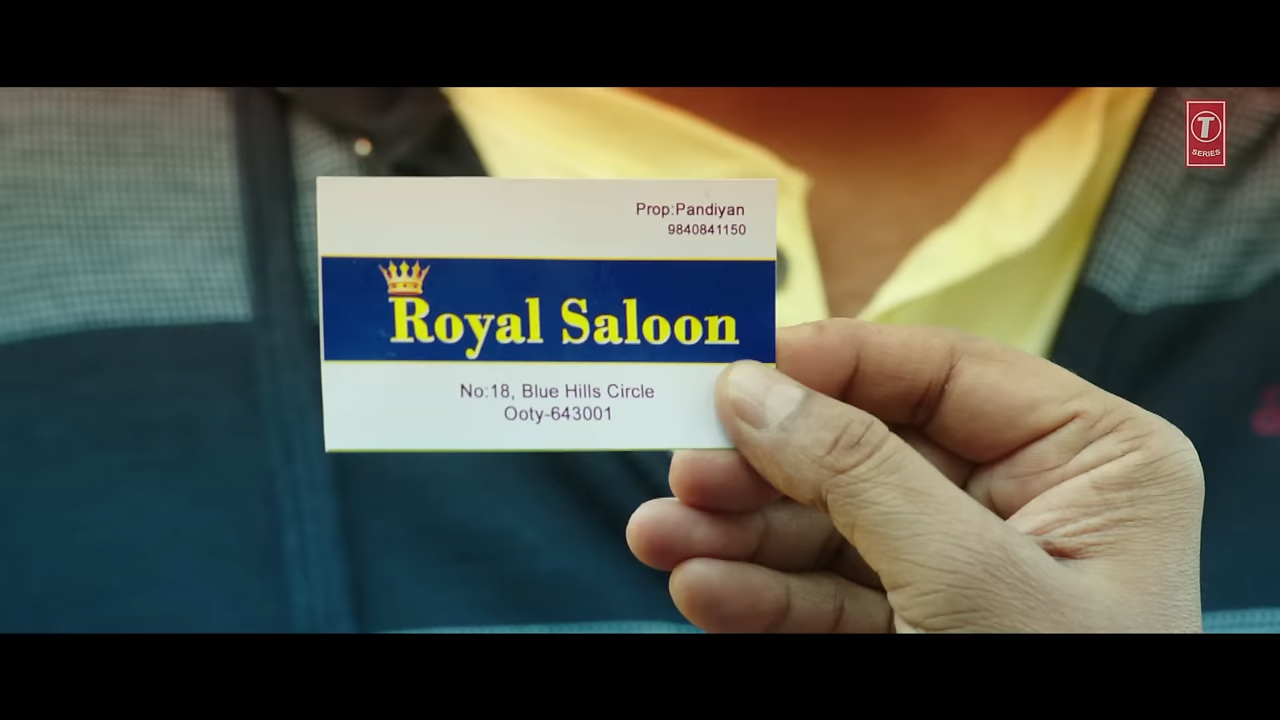 T
SERIES
Prop:Pandiyan
9840841150
Royal Saloon
No:18, Blue Hills Circle
Ooty-643001